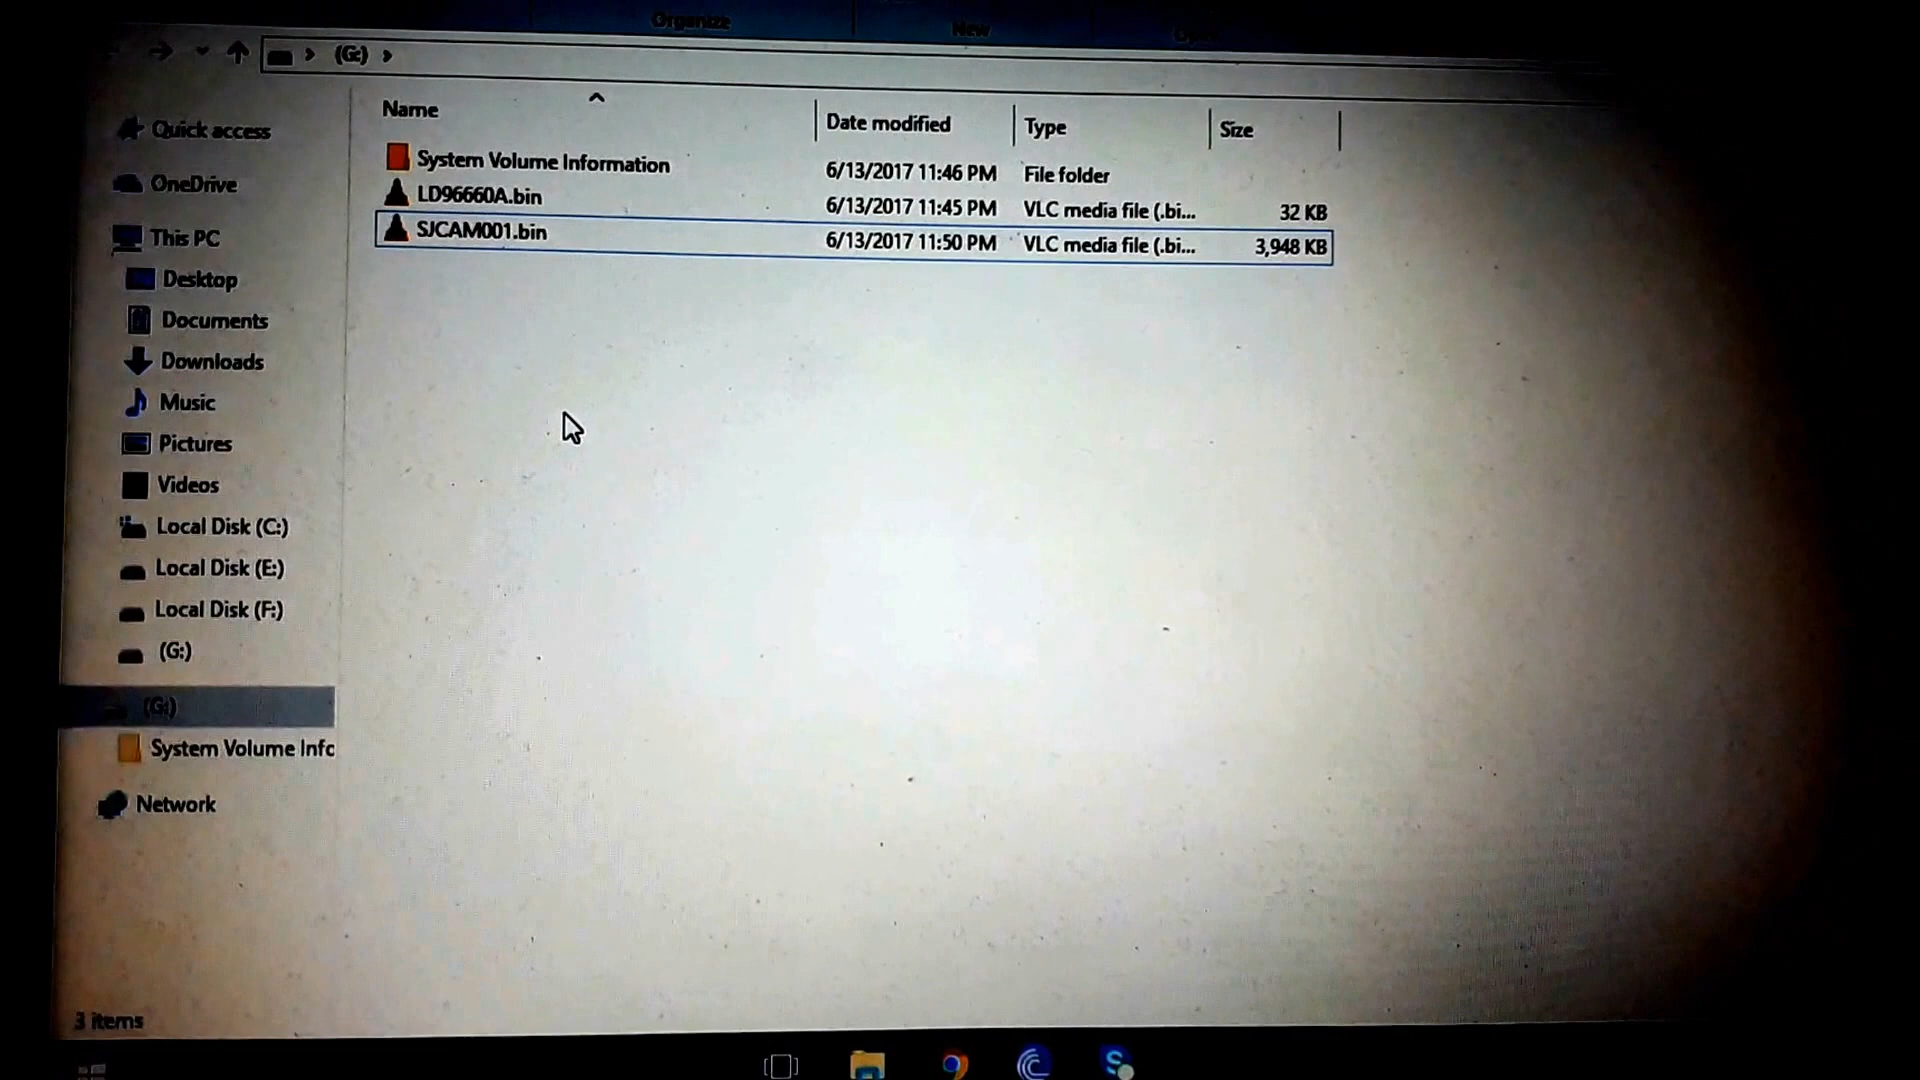 Organize
New
Open
(G:)
Name
Date modified
Type
Size
System Volume Information
6/13/2017 11:46 PM
File folder
LD96660A.bin
6/13/2017 11:45 PM
VLC media file (.bi...
32 KB
SJCAM001.bin
6/13/2017 11:50 PM
VLC media file (.bi...
3,948 KB
Quick access
OneDrive
This PC
Desktop
Documents
Downloads
Music
Pictures
Videos
Local Disk (C:)
Local Disk (E:)
Local Disk (F:)
(G:)
(G:)
System Volume Infc
Network
3 items